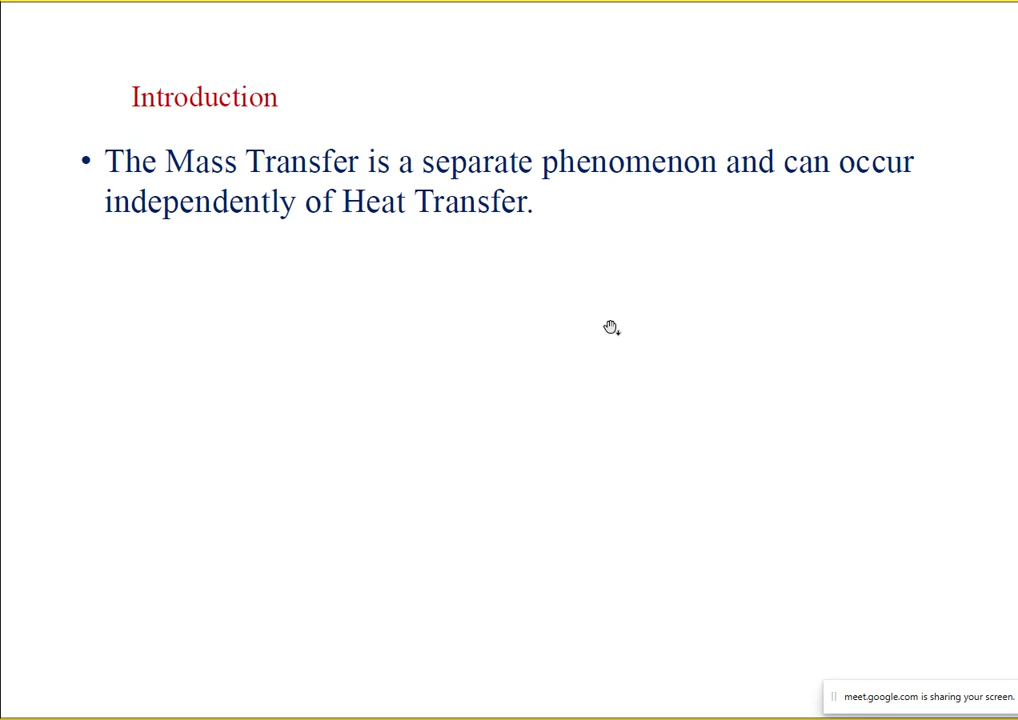 Introduction
• The Mass Transfer is a separate phenomenon and can occur
independently of Heat Transfer.
meet.google.com is sharing your screen.